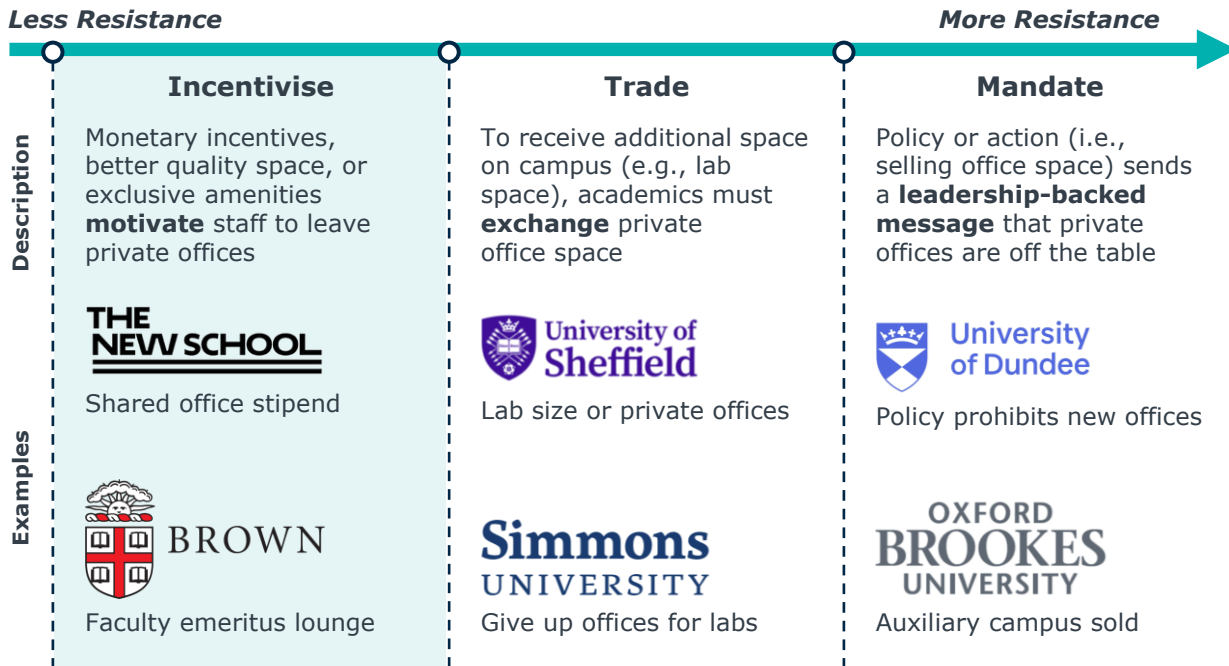 Less Resistance
More Resistance
Incentivise
Trade
Mandate
Description
Monetary incentives,
better quality space, or
exclusive amenities
motivate staff to leave
private offices
To receive additional space
on campus (e.g., lab
space), academics must
exchange private
office space
Policy or action (i.e.,
selling office space) sends
a leadership-backed
message that private
offices are off the table
Examples
THE
NEW SCHOOL
Shared office stipend
University of
Sheffield
Lab size or private offices
University
of Dundee
Policy prohibits new offices
BROWN
Faculty emeritus lounge
Simmons
UNIVERSITY
Give up offices for labs
OXFORD
BROOKES
UNIVERSITY
Auxiliary campus sold